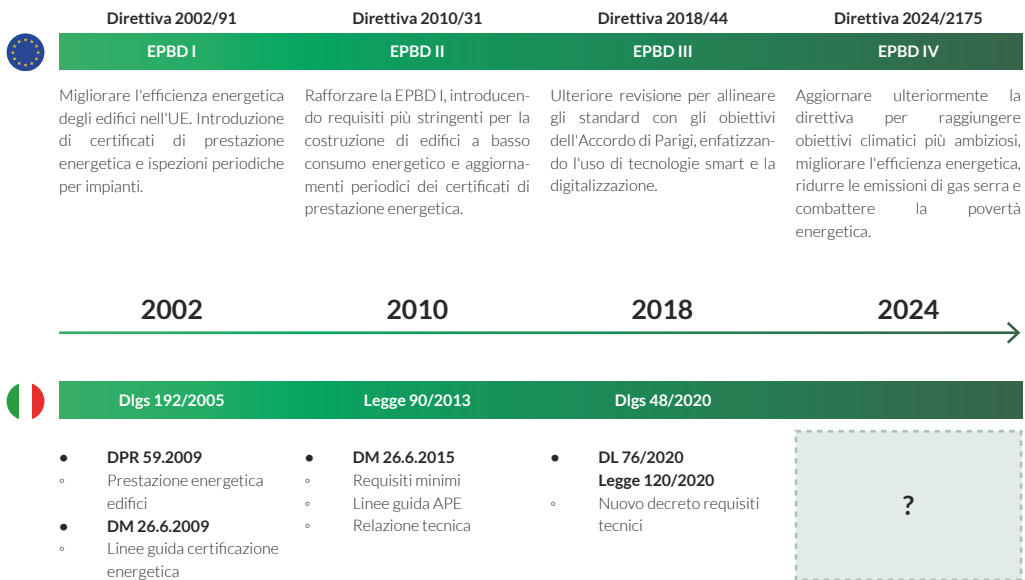 Direttiva 2002/91
Direttiva 2010/31
Direttiva 2018/44
Direttiva 2024/2175
EPBD I
EPBD II
EPBD III
EPBD IV
Migliorare l'efficienza energetica
degli edifici nell'UE. Introduzione
di certificati di prestazione
energetica e ispezioni periodiche
per impianti.
Rafforzare la EPBD I, introducen-
do requisiti più stringenti per la
costruzione di edifici a basso
consumo energetico e aggiorna-
menti periodici dei certificati di
prestazione energetica.
Ulteriore revisione per allineare
gli standard con gli obiettivi
dell'Accordo di Parigi, enfatizzan-
do l'uso di tecnologie smart e la
digitalizzazione.
Aggiornare ulteriormente la
direttiva per raggiungere
obiettivi climatici più ambiziosi,
migliorare l'efficienza energetica,
ridurre le emissioni di gas serra e
combattere la povertà
energetica.
2002
2010
2018
2024
Dlgs 192/2005
Legge 90/2013
Dlgs 48/2020
● DPR 59.2009
◦ Prestazione energetica
edifici
● DM 26.6.2009
◦ Linee guida certificazione
energetica
● DM 26.6.2015
◦ Requisiti minimi
◦ Linee guida APE
◦ Relazione tecnica
● DL 76/2020
Legge 120/2020
◦ Nuovo decreto requisiti
tecnici
?